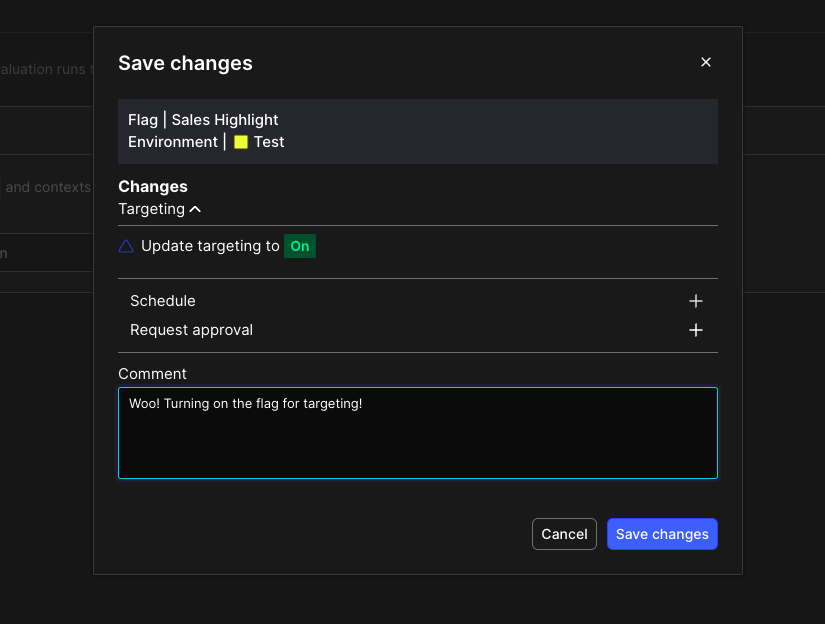 Save changes
aluation runs
Flag | Sales Highlight
Environment | Test
Changes
and contexts
Targeting
Update targeting to On
n
Schedule
Request approval
Comment
Woo! Turning on the flag for targeting!
Cancel
Save changes